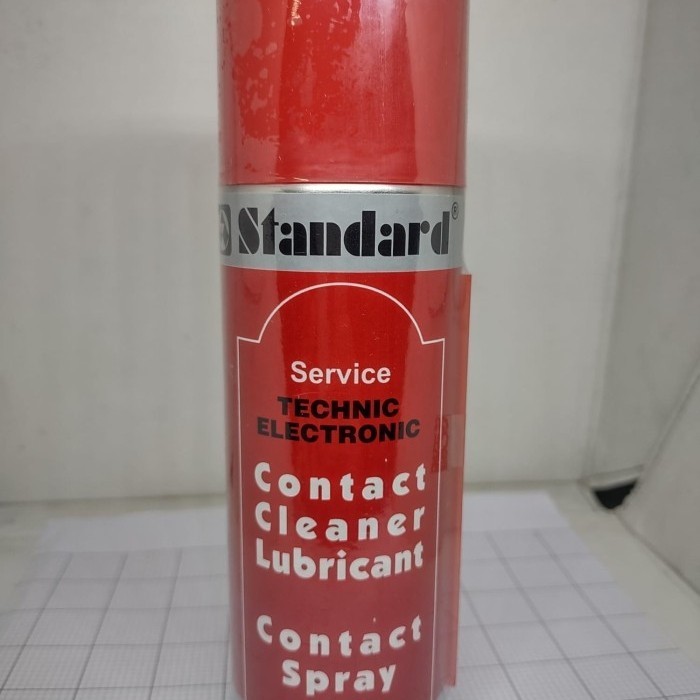 Standard®
Service
TECHNIC
ELECTRONIC
Contact
Cleaner
Lubricant
Contact
Spray